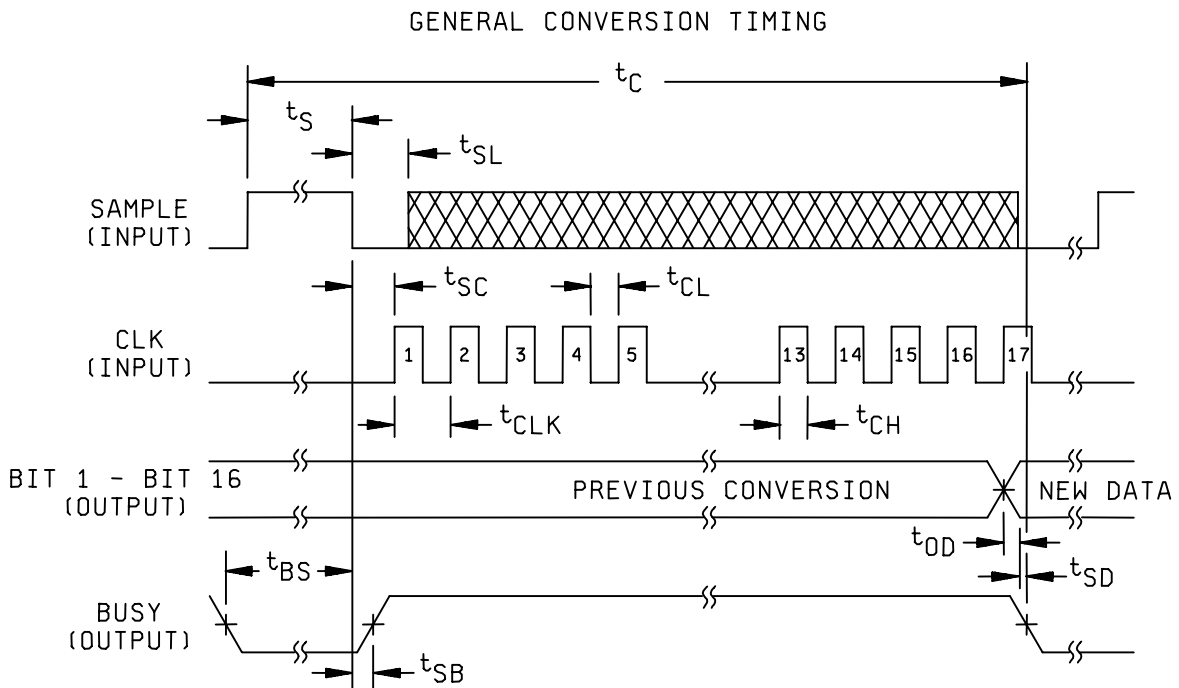 GENERAL CONVERSION TIMING
tC
tS
tSL
SAMPLE
(INPUT)
tSC
tCL
CLK
(INPUT)
1 2 3 4 5 13 14 15 16 17
tCLK
tCH
BIT 1 - BIT 16
(OUTPUT)
PREVIOUS CONVERSION
NEW DATA
tOD
tBS
tSD
BUSY
(OUTPUT)
tSB